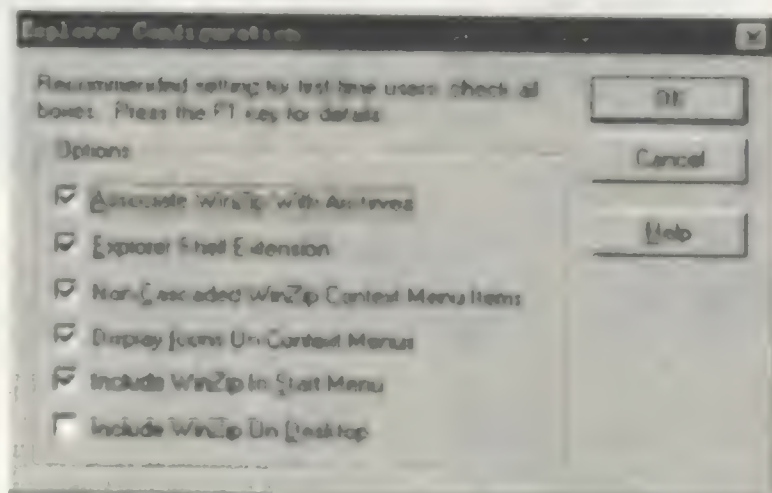 Explorer Configuration
Recommended setting for first time users: check all
boxes. Press the F1 key for details.
Options
Associate WinZip With Archives
Explorer Shell Extension
Non-Cascaded WinZip Context Menu Items
Display Icons On Context Menus
Include WinZip In Start Menu
Include WinZip On Desktop
OK
Cancel
Help